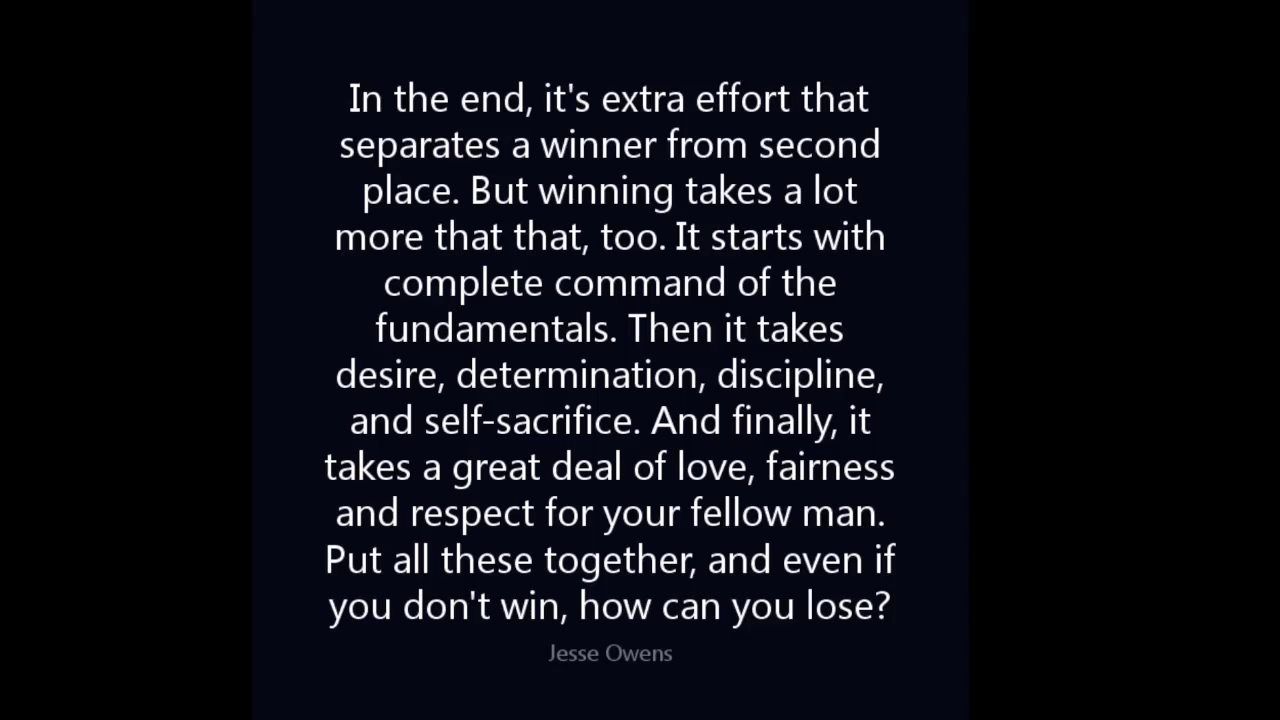 In the end, it's extra effort that
separates a winner from second
place. But winning takes a lot
more that that, too. It starts with
complete command of the
fundamentals. Then it takes
desire, determination, discipline,
and self-sacrifice. And finally, it
takes a great deal of love, fairness
and respect for your fellow man.
Put all these together, and even if
you don't win, how can you lose?
Jesse Owens